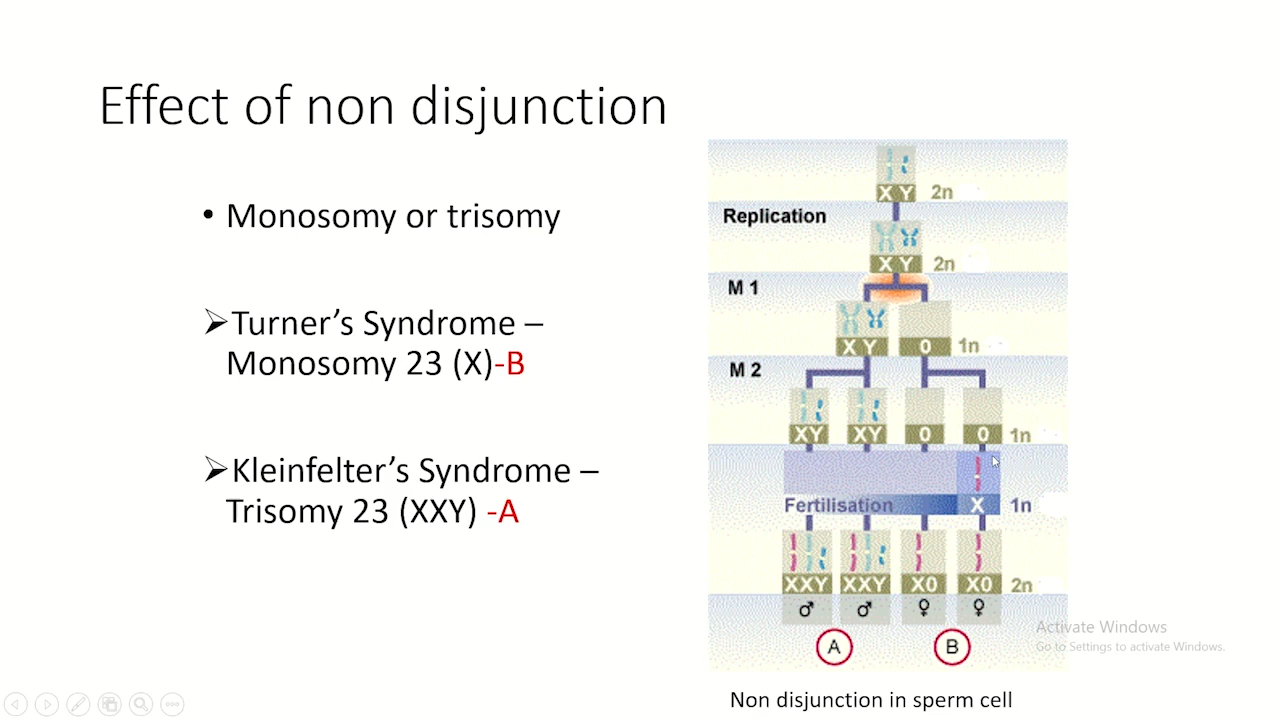 Effect of non disjunction
• Monosomy or trisomy
➢Turner's Syndrome –
Monosomy 23 (X)-B
➢Kleinfelter's Syndrome –
Trisomy 23 (XXY) -A
X Y 2n
Replication
X Y 2n
M 1
X Y 0 1n
M 2
XY XY 0 0 1n
Fertilisation X 1n
XXY XXY X0 X0 2n
♂ ♂ ♀ ♀
A B
Non disjunction in sperm cell
Activate Windows
Go to Settings to activate Windows.